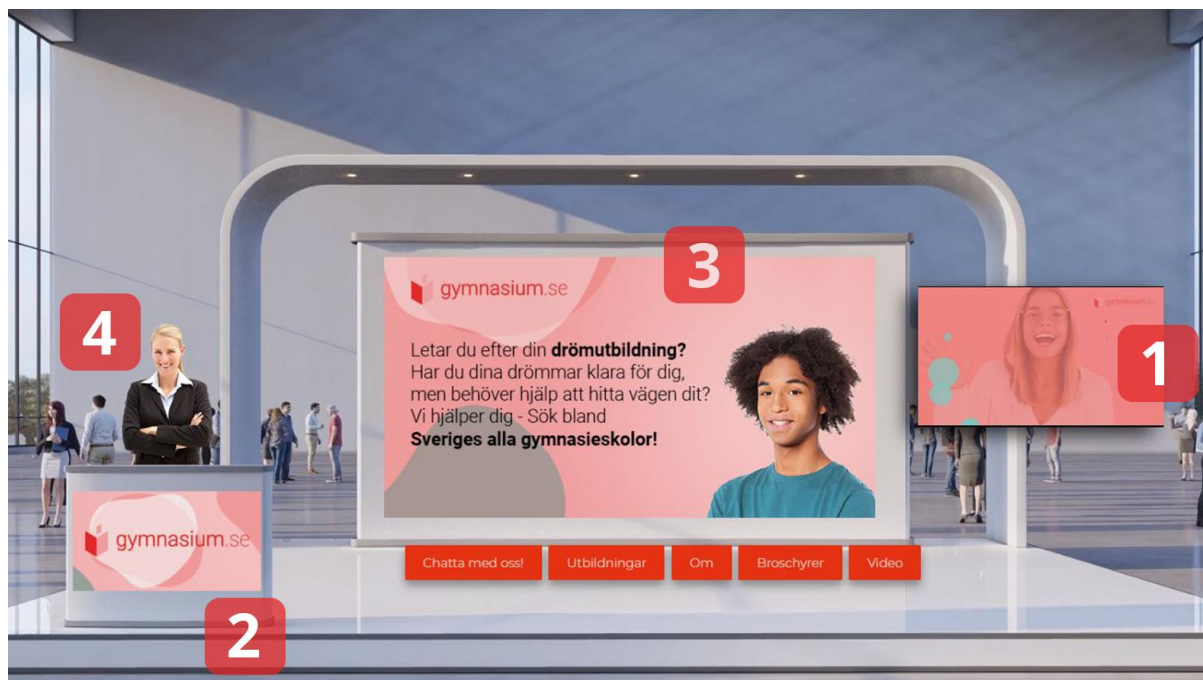 3
gymnasium.se
4
gymnasium.se
1
Letar du efter din drömutbildning?
Har du dina drömmar klara för dig,
men behöver hjälp att hitta vägen dit?
Vi hjälper dig - Sök bland
Sveriges alla gymnasieskolor!
gymnasium.se
Chatta med oss! Utbildningar Om Broschyrer Video
2